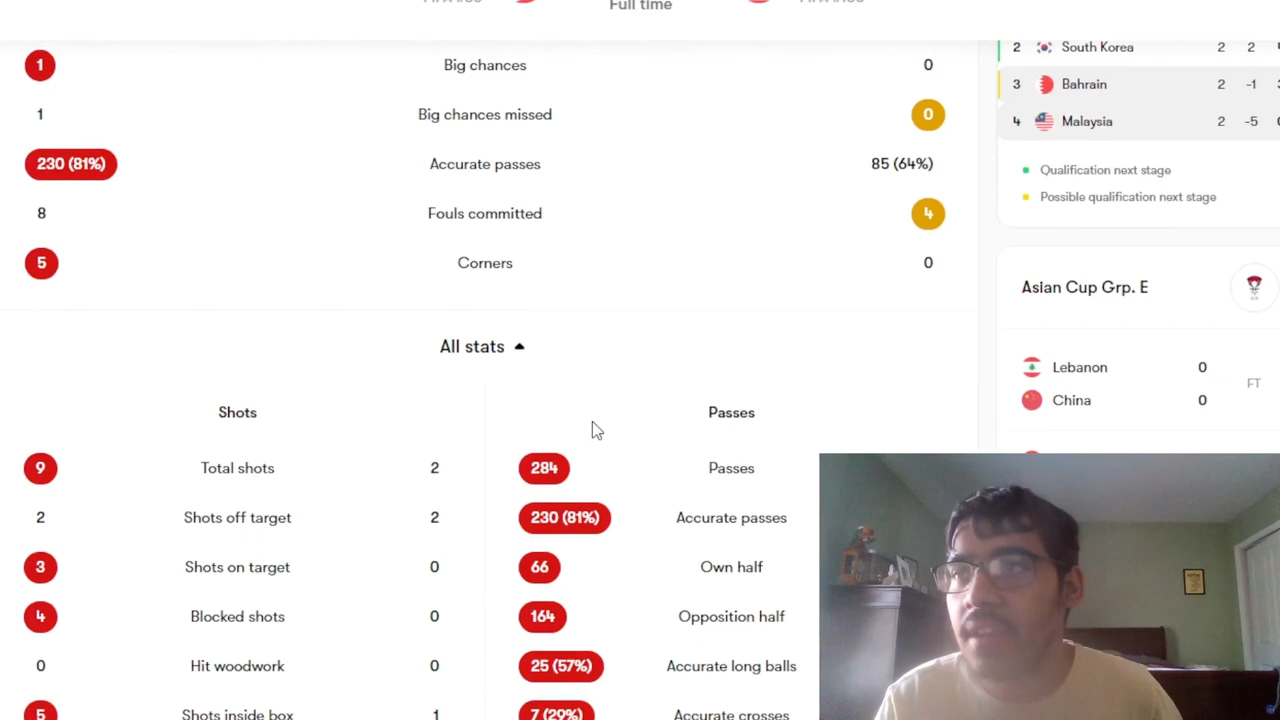 Full time
1 Big chances 0
1 Big chances missed 0
230 (81%) Accurate passes 85 (64%)
8 Fouls committed 4
5 Corners 0
All stats
Shots
9 Total shots 2
2 Shots off target 2
3 Shots on target 0
4 Blocked shots 0
0 Hit woodwork 0
5 Shots inside box 1
Passes
284 Passes
230 (81%) Accurate passes
66 Own half
164 Opposition half
25 (57%) Accurate long balls
7 (29%) Accurate crosses
2 South Korea 2 2
3 Bahrain 2 -1
4 Malaysia 2 -5
Qualification next stage
Possible qualification next stage
Asian Cup Grp. E
Lebanon 0
FT
China 0